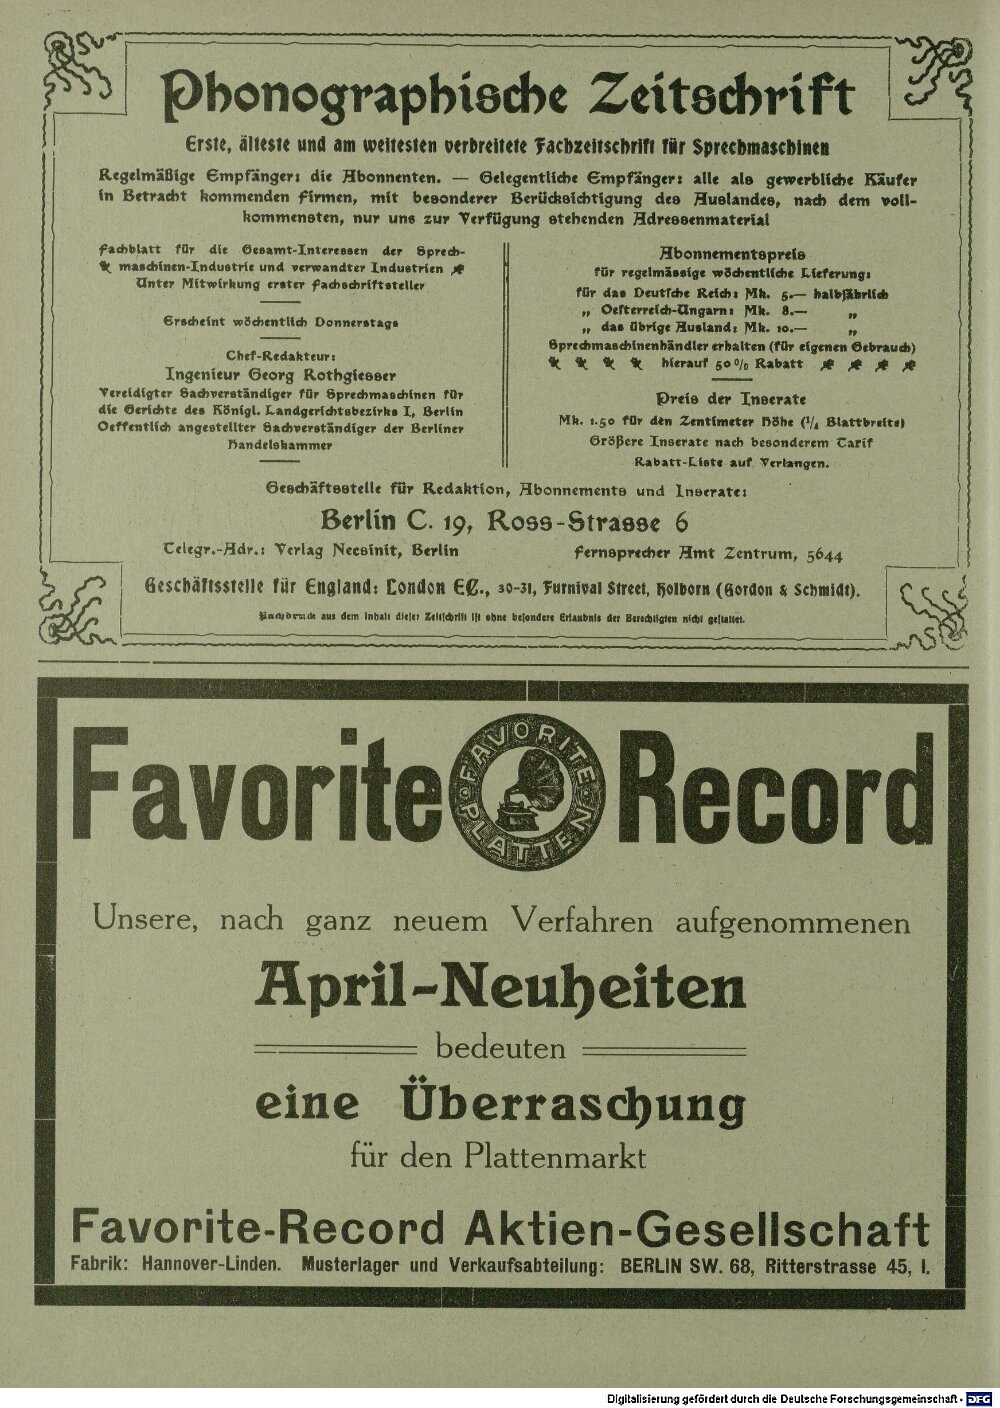 Phonographische Zeitschrift
Erste, älteste und am weitesten verbreitete Fachzeitschrift für Sprechmaschinen
Regelmäßige Empfänger: die Abonnenten. — Gelegentliche Empfänger: alle als gewerbliche Käufer
in Betracht kommenden Firmen, mit besonderer Berücksichtigung des Auslandes, nach dem voll-
kommensten, nur uns zur Verfügung stehenden Adressenmaterial
Fachblatt für die Gesamt-Interessen der Sprech-
maschinen-Industrie und verwandter Industrien
Unter Mitwirkung erster Fachschriftsteller
Erscheint wöchentlich Donnerstags
Chef-Redakteur:
Ingenieur Georg Rothgiesser
Vereidigter Sachverständiger für Sprechmaschinen für
die Gerichte des Königl. Landgerichtsbezirks I, Berlin
Oeffentlich angestellter Sachverständiger der Berliner
Handelskammer
Abonnementspreis
für regelmässige wöchentliche Lieferung:
für das Deutsche Reich: Mk. 5.— halbjährlich
„ Oesterreich-Ungarn: Mk. 8.— „
„ das übrige Ausland: Mk. 10.— „
Sprechmaschinenhändler erhalten (für eigenen Gebrauch)
hierauf 50% Rabatt
Preis der Inserate
Mk. 1.50 für den Zentimeter Höhe (¼ Blattbreite)
Größere Inserate nach besonderem Tarif
Rabatt-Liste auf Verlangen.
Geschäftsstelle für Redaktion, Abonnements und Inserate:
Berlin C. 19, Ross-Strasse 6
Telegr.-Adr.: Verlag Necsinit, Berlin
Fernsprecher Amt Zentrum, 5644
Geschäftsstelle für England: London EC., 30-31, Furnival Street, Holborn (Gordon & Schmidt).
Nachdruck aus dem Inhalt dieser Zeitschrift ist ohne besondere Erlaubnis der Berechtigten nicht gestattet.
Favorite Record
FAVORITE PLATTEN
Unsere, nach ganz neuem Verfahren aufgenommenen
April-Neuheiten
bedeuten
eine Überraschung
für den Plattenmarkt
Favorite-Record Aktien-Gesellschaft
Fabrik: Hannover-Linden. Musterlager und Verkaufsabteilung: BERLIN SW. 68, Ritterstrasse 45, I.
Digitalisierung gefördert durch die Deutsche Forschungsgemeinschaft - DFG